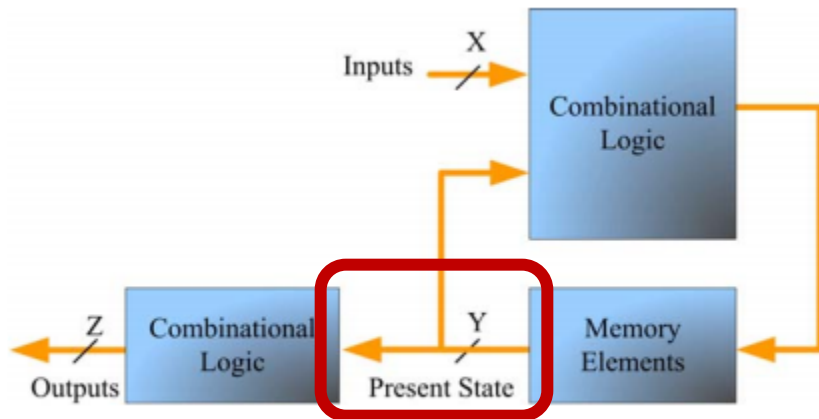 X
Inputs
Combinational
Logic
Z
Combinational
Logic
Y
Memory
Elements
Outputs
Present State